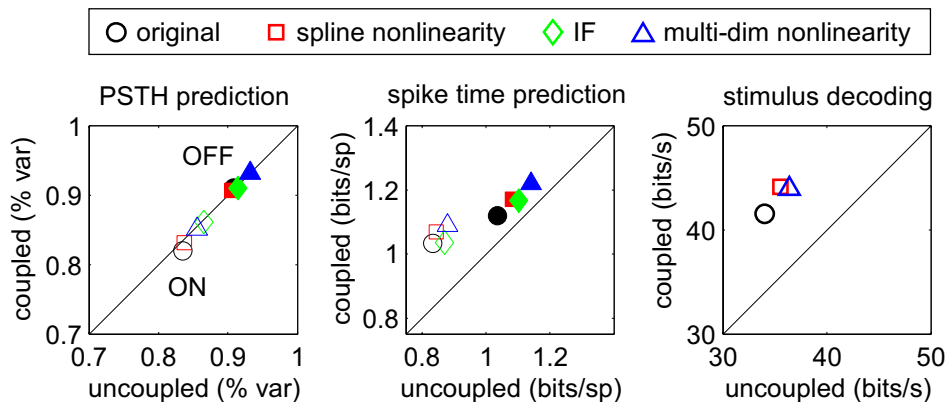 original spline nonlinearity IF multi-dim nonlinearity
PSTH prediction
1
0.9
0.8
0.7
coupled (% var)
OFF
ON
0.7 0.8 0.9 1
uncoupled (% var)
spike time prediction
1.4
1.2
1
0.8
coupled (bits/sp)
0.8 1 1.2
uncoupled (bits/sp)
stimulus decoding
50
40
30
coupled (bits/s)
30 40 50
uncoupled (bits/s)